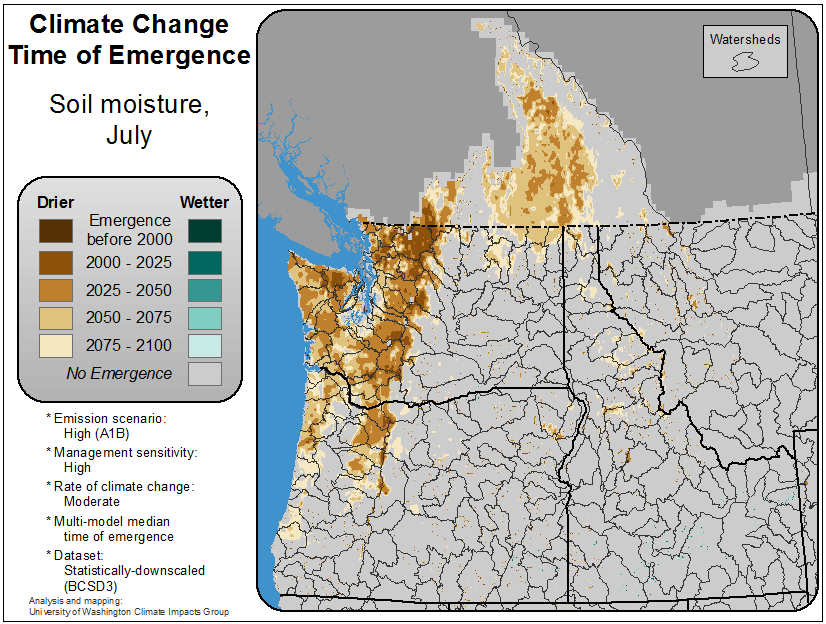 Climate Change
Time of Emergence
Soil moisture,
July
Drier
Wetter
Emergence
before 2000
2000 - 2025
2025 - 2050
2050 - 2075
2075 - 2100
No Emergence
* Emission scenario:
High (A1B)
* Management sensitivity:
High
* Rate of climate change:
Moderate
* Multi-model median
time of emergence
* Dataset:
Statistically-downscaled
(BCSD3)
Analysis and mapping:
University of Washington Climate Impacts Group
Watersheds